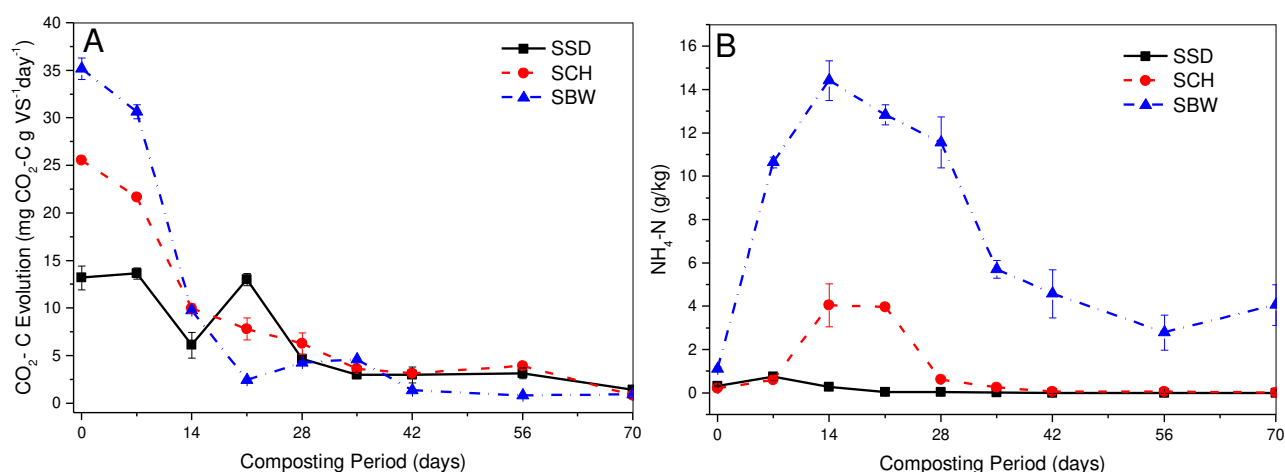 A
SSD
SCH
SBW
40
35
30
25
20
15
10
5
0
CO₂- C Evolution (mg CO₂-C g VS⁻¹day⁻¹)
0 14 28 42 56 70
Composting Period (days)
B
SSD
SCH
SBW
16
14
12
10
8
6
4
2
0
NH₄-N (g/kg)
0 14 28 42 56 70
Composting Period (days)